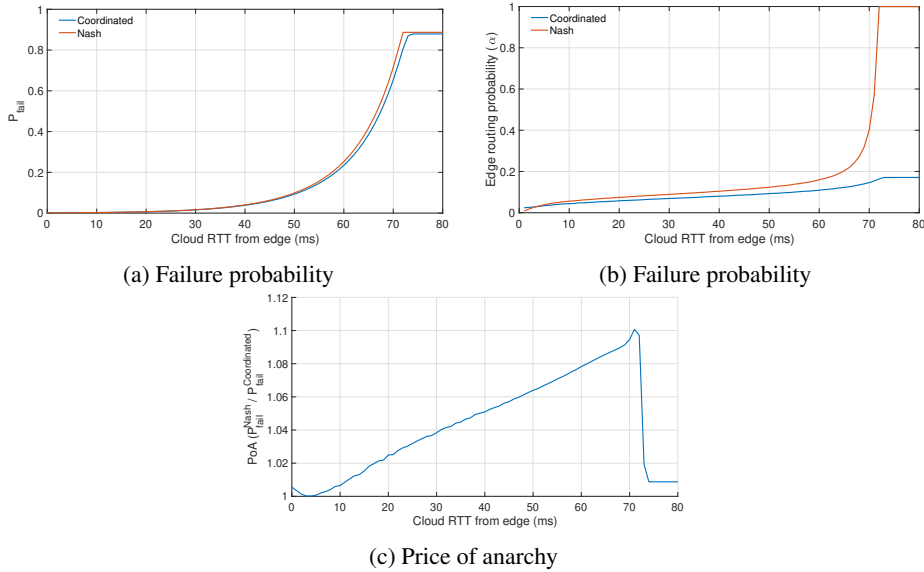 Coordinated
Nash
1
0.8
0.6
0.4
0.2
0
P_fail
0 10 20 30 40 50 60 70 80
Cloud RTT from edge (ms)
(a) Failure probability
Coordinated
Nash
1
0.8
0.6
0.4
0.2
0
Edge routing probability (α)
0 10 20 30 40 50 60 70 80
Cloud RTT from edge (ms)
(b) Failure probability
1.12
1.1
1.08
1.06
1.04
1.02
1
PoA (P_fail^Nash / P_fail^Coordinated)
0 10 20 30 40 50 60 70 80
Cloud RTT from edge (ms)
(c) Price of anarchy